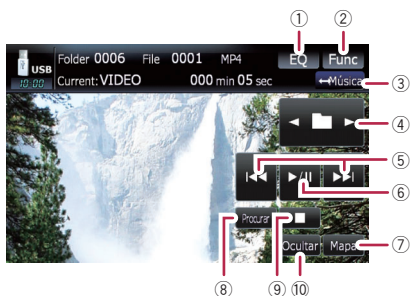 ① ②
USB Folder 0006 File 0001 MP4 EQ Func
10:00 Current: VIDEO 000 min 05 sec Música
③
④
⑤
⑥
Procurar
Ocultar Mapa
⑦
⑧ ⑨ ⑩